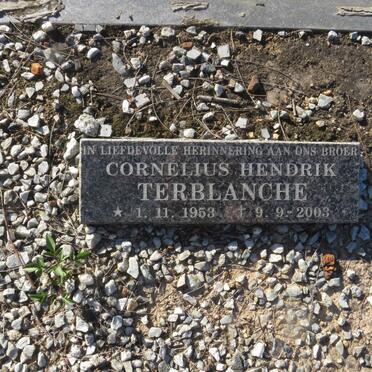 IN LIEFDEVOLLE HERINNERING AAN ONS BROER
CORNELIUS HENDRIK
TERBLANCHE
★ 1. 11. 1953 † 9. 9.- 2003